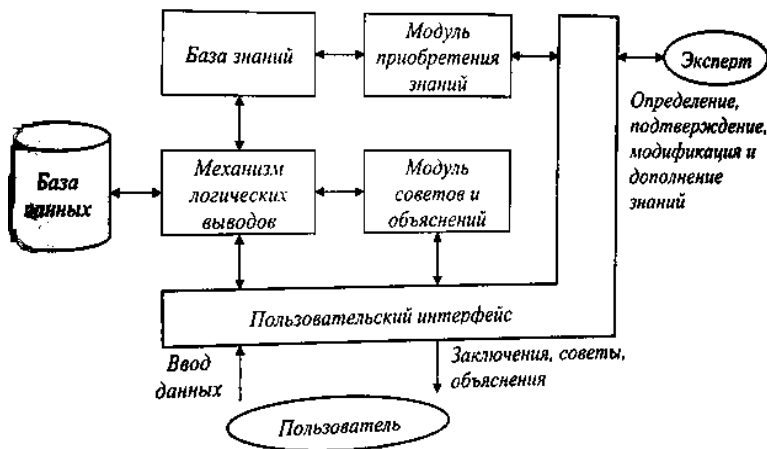 База знаний
Модуль
приобретения
знаний
Эксперт
Определение,
подтверждение,
модификация и
дополнение
знаний
База
данных
Механизм
логических
выводов
Модуль
советов и
объяснений
Пользовательский интерфейс
Ввод
данных
Заключения, советы,
объяснения
Пользователь